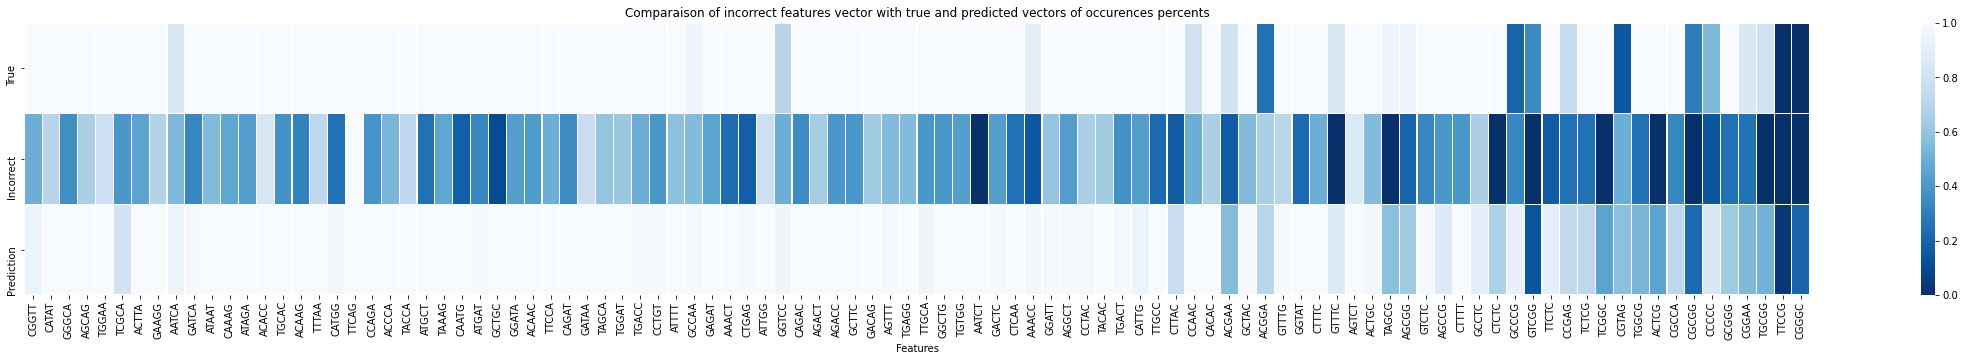 Comparaison of incorrect features vector with true and predicted vectors of occurences percents
True
Incorrect
Prediction
CGGTT CATAT GGGCA AGCAG TGGAA TCGCA ACTTA GAAGG AATCA GATCA ATAAT CAAAG ATAGA ACACC TGCAC ACAAG TTTAA CATGG TTCAG CCAGA ACCCA TACCA ATGCT TAAAG CAATG ATGAT GCTGC GGATA ACAAC TTCCA CAGAT GATAA TAGCA TGGAT TGACC CCTGT ATTTT GCCAA GAGAT AAACT CTGAG ATTGG GGTCC CAGAC AGACT AGACC GCTTC GACAG AGTTT TGAGG TTGCA GGCTG TGTGG AATCT GACTC CTCAA AAACC GGATT AGGCT CCTAC TACAC TGACT CATTG TTGCC CTTAC CCAAC CACAC ACGAA GCTAC ACGGA GTTTG GGTAT CTTTC GTTTC AGTCT ACTGC TAGCG AGCGG GTCTC AGCCG CTTTT GCCTC CTCTC GCCCG GTCGG TTCTC CCGAG TCTCG TCGGC CGTAG TGGCG ACTCG CGCCA CGCGG CCCCC GCGGG CGGAA TGCGG TTCCG CGGGC
Features
1.0
0.8
0.6
0.4
0.2
0.0